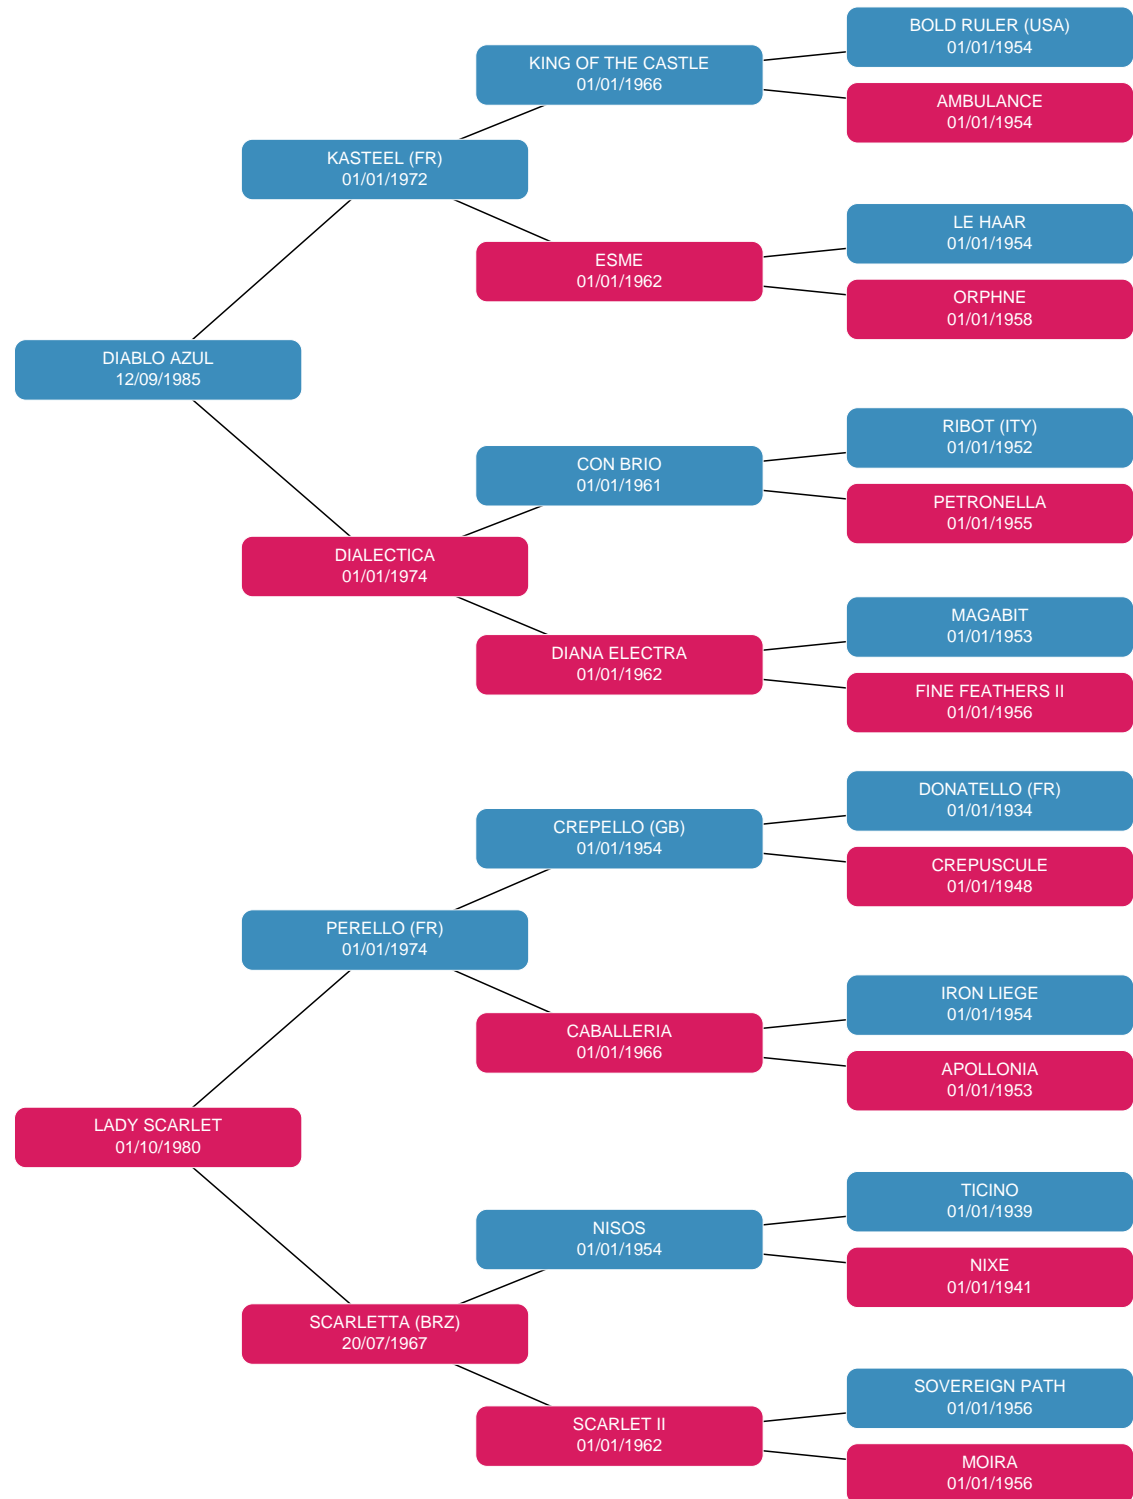 BOLD RULER (USA)
01/01/1954
KING OF THE CASTLE
01/01/1966
AMBULANCE
01/01/1954
KASTEEL (FR)
01/01/1972
LE HAAR
01/01/1954
ESME
01/01/1962
ORPHNE
01/01/1958
DIABLO AZUL
12/09/1985
RIBOT (ITY)
01/01/1952
CON BRIO
01/01/1961
PETRONELLA
01/01/1955
DIALECTICA
01/01/1974
MAGABIT
01/01/1953
DIANA ELECTRA
01/01/1962
FINE FEATHERS II
01/01/1956
DONATELLO (FR)
01/01/1934
CREPELLO (GB)
01/01/1954
CREPUSCULE
01/01/1948
PERELLO (FR)
01/01/1974
IRON LIEGE
01/01/1954
CABALLERIA
01/01/1966
APOLLONIA
01/01/1953
LADY SCARLET
01/10/1980
TICINO
01/01/1939
NISOS
01/01/1954
NIXE
01/01/1941
SCARLETTA (BRZ)
20/07/1967
SOVEREIGN PATH
01/01/1956
SCARLET II
01/01/1962
MOIRA
01/01/1956